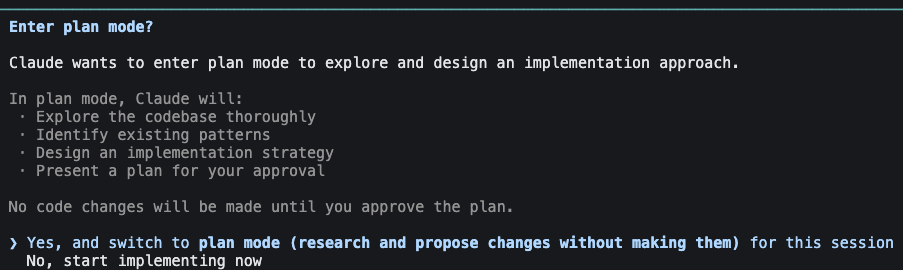 Enter plan mode?
Claude wants to enter plan mode to explore and design an implementation approach.
In plan mode, Claude will:
· Explore the codebase thoroughly
· Identify existing patterns
· Design an implementation strategy
· Present a plan for your approval
No code changes will be made until you approve the plan.
❯ Yes, and switch to plan mode (research and propose changes without making them) for this session
No, start implementing now